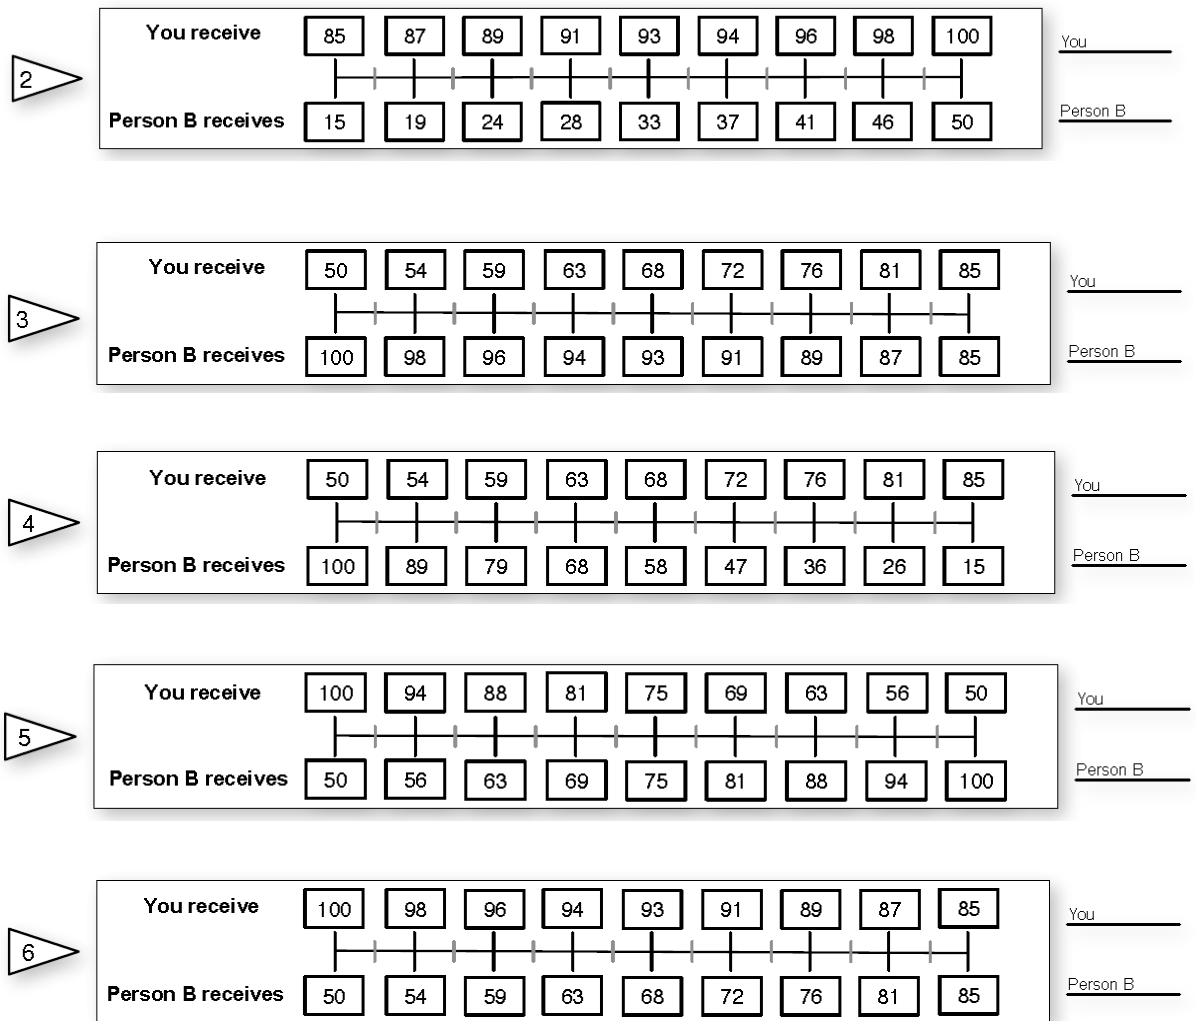 You receive 85 87 89 91 93 94 96 98 100
You
2
Person B receives 15 19 24 28 33 37 41 46 50
Person B
You receive 50 54 59 63 68 72 76 81 85
You
3
Person B receives 100 98 96 94 93 91 89 87 85
Person B
You receive 50 54 59 63 68 72 76 81 85
You
4
Person B receives 100 89 79 68 58 47 36 26 15
Person B
You receive 100 94 88 81 75 69 63 56 50
You
5
Person B receives 50 56 63 69 75 81 88 94 100
Person B
You receive 100 98 96 94 93 91 89 87 85
You
6
Person B receives 50 54 59 63 68 72 76 81 85
Person B